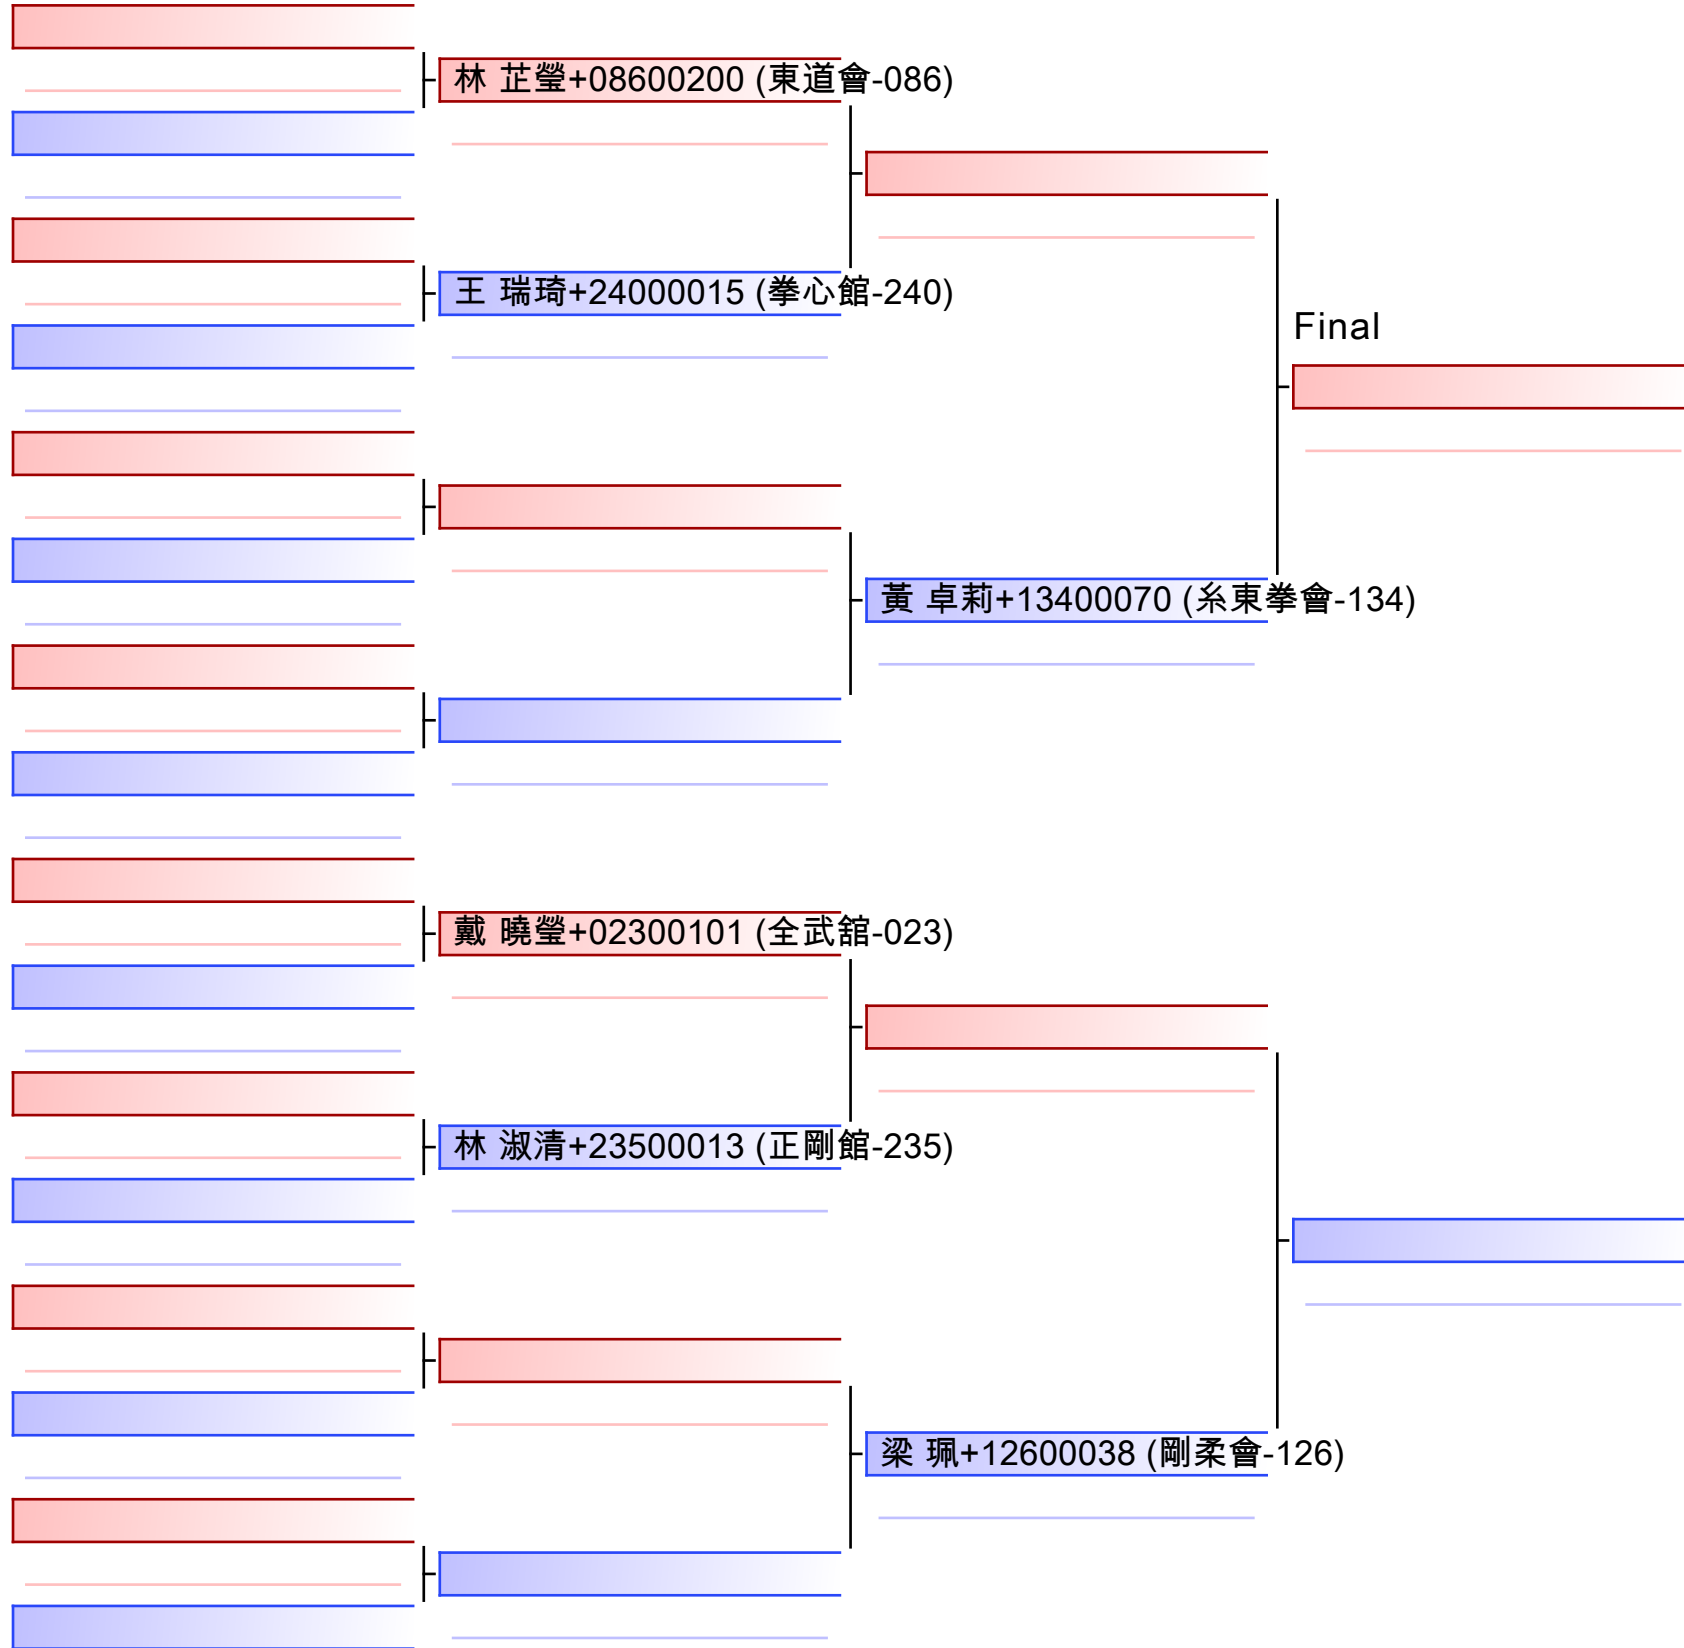 林 芷瑩+08600200 (東道會-086)
王 瑞琦+24000015 (拳心館-240)
Final
黃 卓莉+13400070 (糸東拳會-134)
戴 曉瑩+02300101 (全武舘-023)
林 淑清+23500013 (正剛館-235)
梁 珮+12600038 (剛柔會-126)